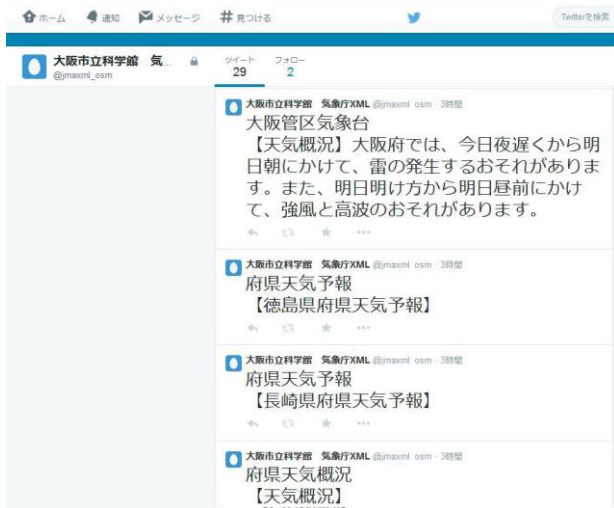 ホーム 通知 メッセージ # 見つける Twitterを検索
大阪市立科学館 気... ツイート フォロー
@jmaxml_osm 29 2
大阪市立科学館 気象庁XML @jmaxml_osm · 3時間
大阪管区気象台
【天気概況】大阪府では、今日夜遅くから明
日朝にかけて、雷の発生するおそれがありま
す。また、明日明け方から明日昼前にかけ
て、強風と高波のおそれがあります。
大阪市立科学館 気象庁XML @jmaxml_osm · 3時間
府県天気予報
【徳島県府県天気予報】
大阪市立科学館 気象庁XML @jmaxml_osm · 3時間
府県天気予報
【長崎県府県天気予報】
大阪市立科学館 気象庁XML @jmaxml_osm · 3時間
府県天気概況
【天気概況】